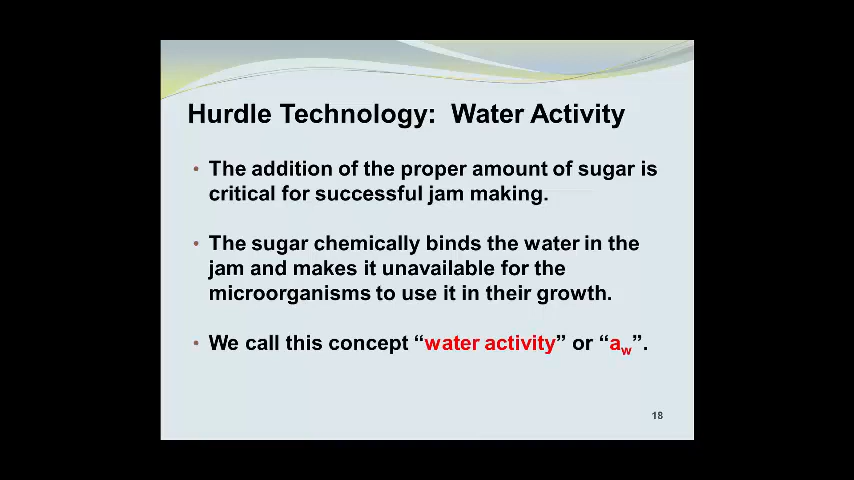 Hurdle Technology: Water Activity
• The addition of the proper amount of sugar is
critical for successful jam making.
• The sugar chemically binds the water in the
jam and makes it unavailable for the
microorganisms to use it in their growth.
• We call this concept “water activity” or “aw”.
18